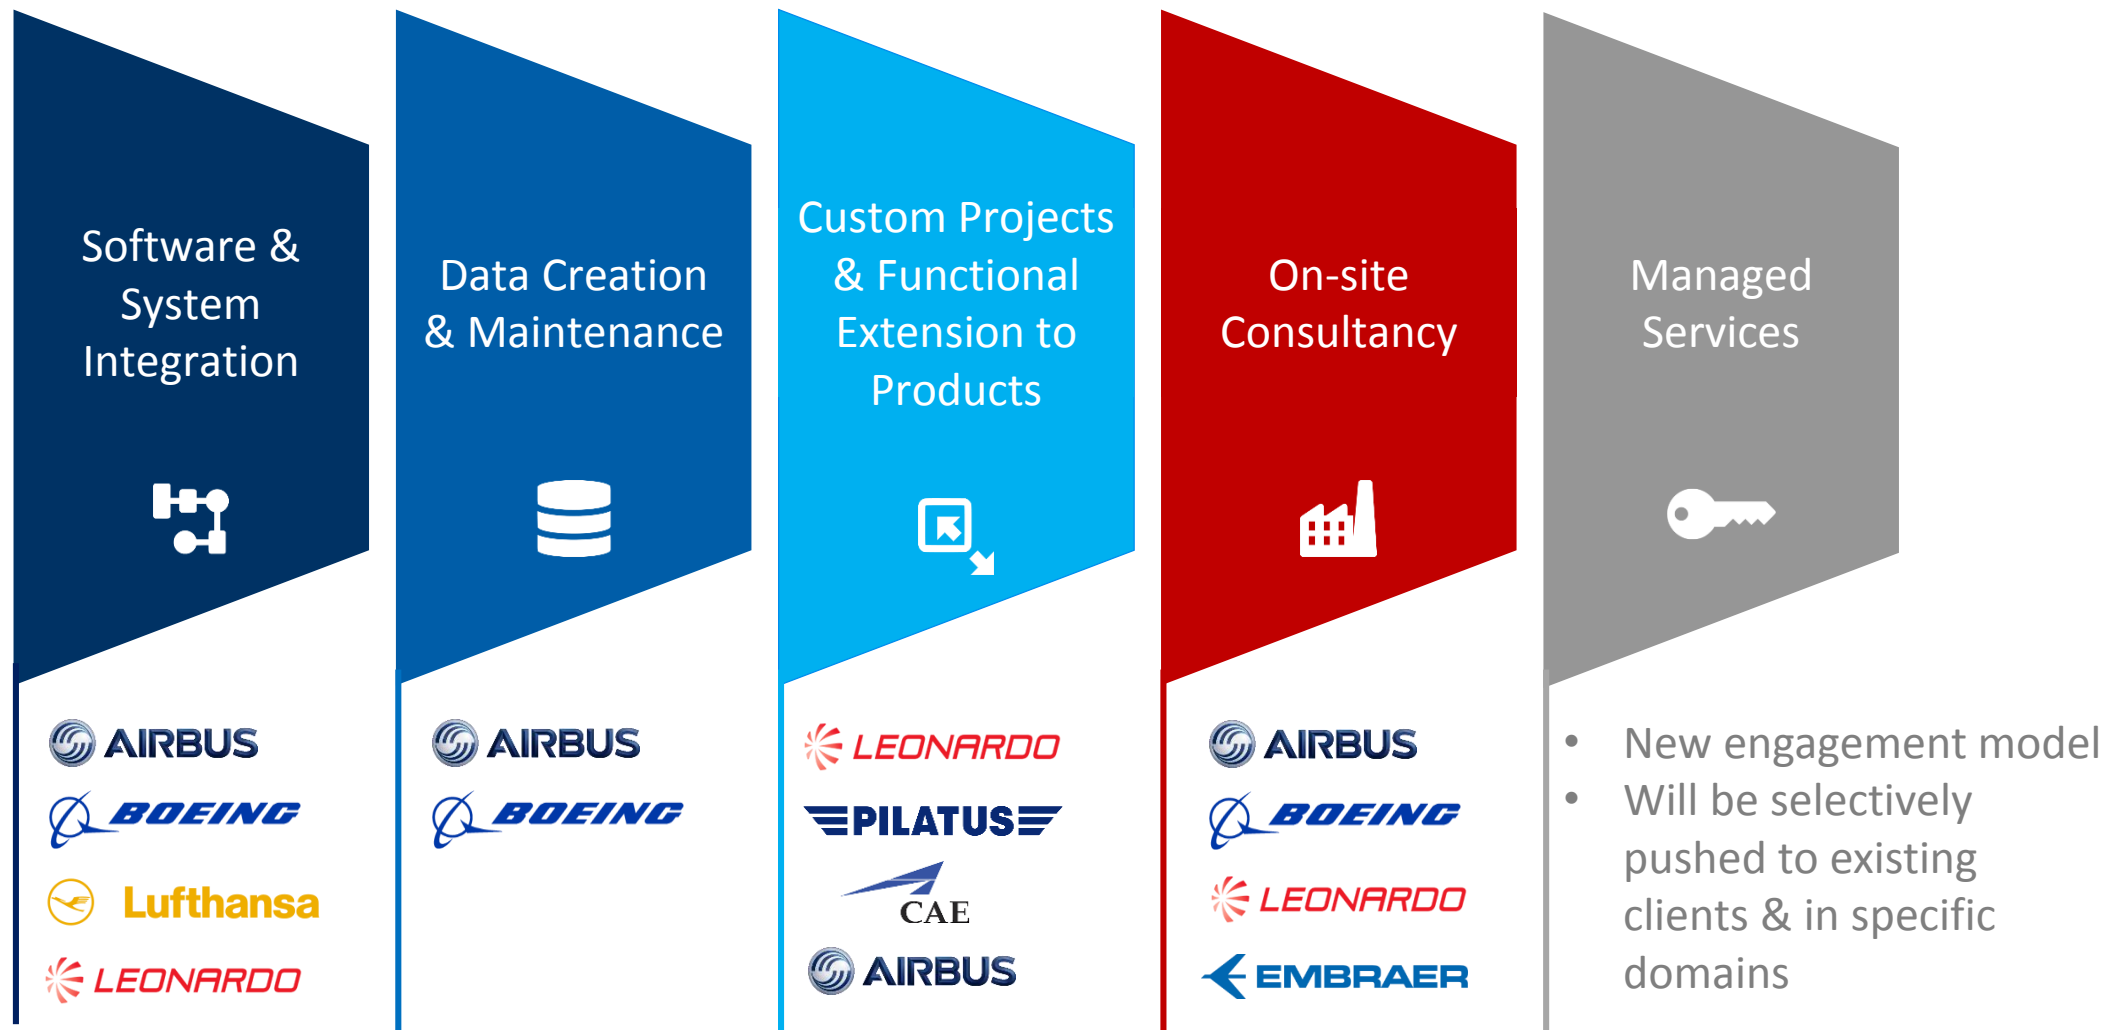 Software &
System
Integration
Data Creation
& Maintenance
Custom Projects
& Functional
Extension to
Products
On-site
Consultancy
Managed
Services
AIRBUS
BOEING
Lufthansa
LEONARDO
AIRBUS
BOEING
LEONARDO
PILATUS
CAE
AIRBUS
AIRBUS
BOEING
LEONARDO
EMBRAER
• New engagement model
• Will be selectively
pushed to existing
clients & in specific
domains